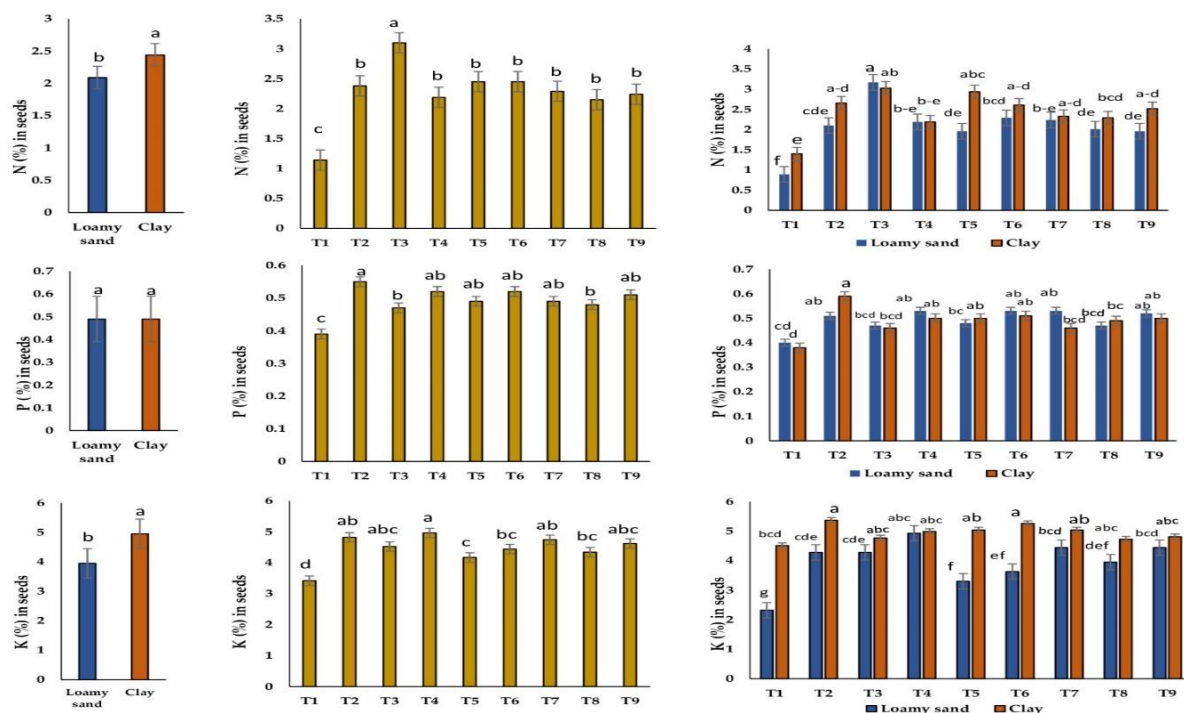 3
2.5
2
1.5
1
0.5
0
N (%) in seeds
b
a
Loamy sand
Clay
3.5
3
2.5
2
1.5
1
0.5
0
N (%) in seeds
c
b
a
b
b
b
b
b
b
T1 T2 T3 T4 T5 T6 T7 T8 T9
4
3.5
3
2.5
2
1.5
1
0.5
0
N (%) in seeds
f e
cde a-d
a ab
b-e b-e
de abc
bcd a-d
b-e a-d
de bcd
de a-d
T1 T2 T3 T4 T5 T6 T7 T8 T9
Loamy sand Clay
0.7
0.6
0.5
0.4
0.3
0.2
0.1
0
P (%) in seeds
a
a
Loamy sand
Clay
0.6
0.5
0.4
0.3
0.2
0.1
0
P (%) in seeds
c
a
b
ab
ab
ab
ab
b
ab
T1 T2 T3 T4 T5 T6 T7 T8 T9
0.7
0.6
0.5
0.4
0.3
0.2
0.1
0
P (%) in seeds
cd d
ab a
bcd bcd
ab ab
bc ab
ab ab
ab bcd
bcd bc
ab ab
T1 T2 T3 T4 T5 T6 T7 T8 T9
Loamy sand Clay
6
5
4
3
2
1
0
K (%) in seeds
b
a
Loamy sand
Clay
6
5
4
3
2
1
0
K (%) in seeds
d
ab
abc
a
c
bc
ab
bc
abc
T1 T2 T3 T4 T5 T6 T7 T8 T9
6
5
4
3
2
1
0
K (%) in seeds
g bcd
cde a
cde abc
abc abc
f ab
ef a
bcd ab
def abc
bcd abc
T1 T2 T3 T4 T5 T6 T7 T8 T9
Loamy sand Clay